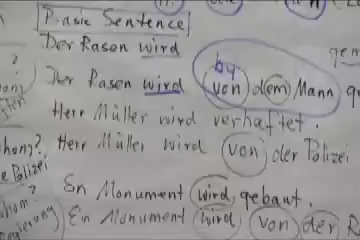 Basic Sentence
Der Rasen wird
by
Der Rasen wird von dem Mann
Herr Müller wird verhaftet.
Herr Müller wird von der Polizei
Ein Monument wird gebaut.
Ein Monument wird von der R